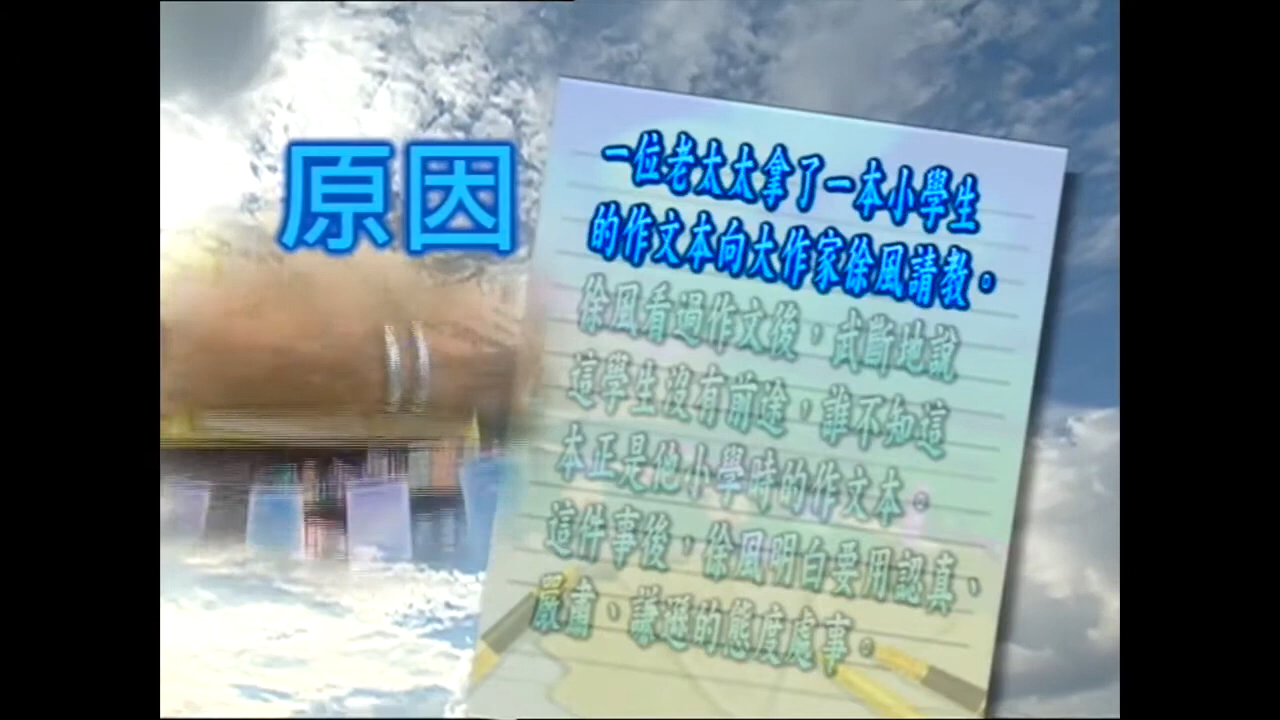 原因
一位老太太拿了一本小學生
的作文本向大作家徐風請教。
徐風看過作文後，武斷地說
這學生沒有前途，誰不知這
本正是他小學時的作文本。
這件事後，徐風明白要用認真、
嚴肅、謙遜的態度處事。